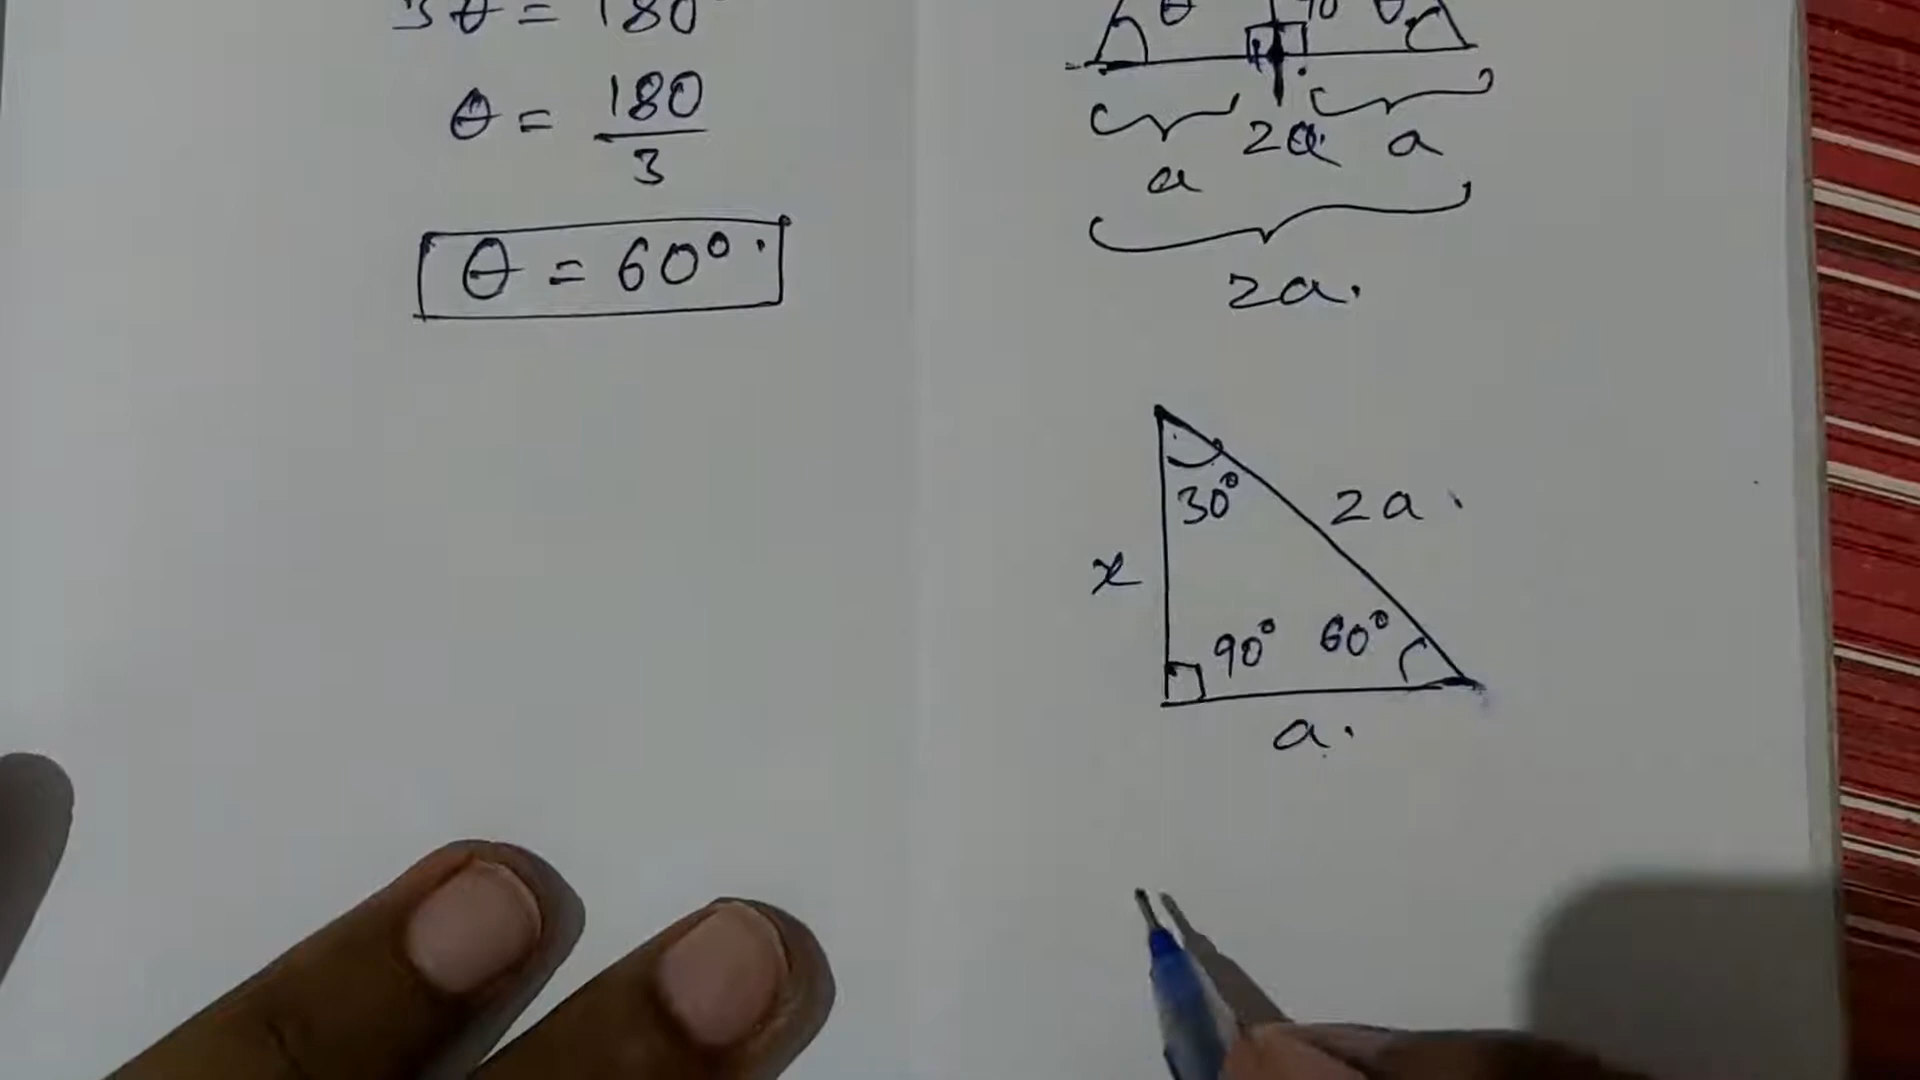 3θ = 180°
θ = 180/3
θ = 60°.
θ 90 θ
a 2a a
2a.
30°
2a.
x
90° 60°
a.